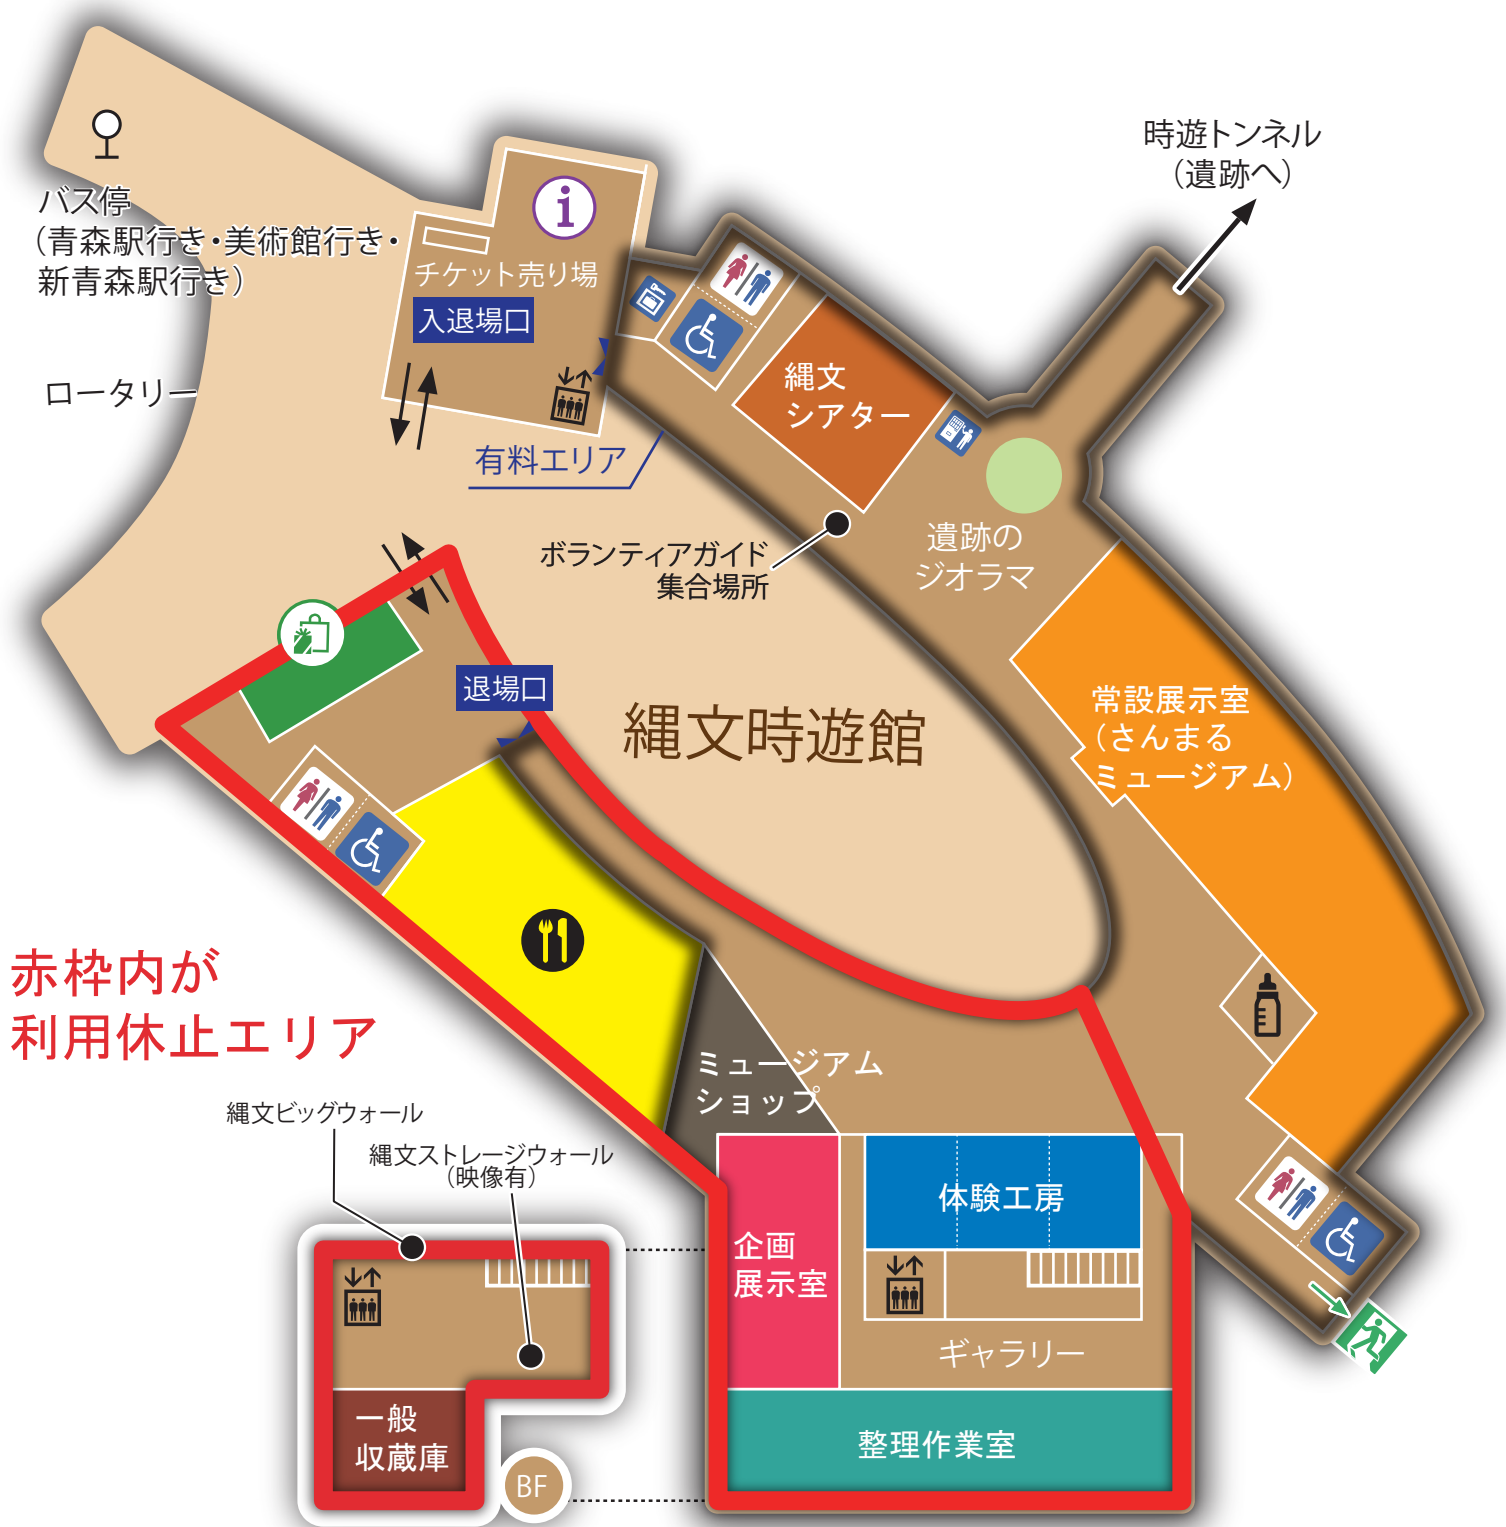 時遊トンネル
（遺跡へ）
バス停
（青森駅行き・美術館行き・
新青森駅行き）
チケット売り場
入退場口
ロータリー
縄文
シアター
有料エリア
遺跡の
ジオラマ
ボランティアガイド
集合場所
退場口
縄文時遊館
常設展示室
（さんまる
ミュージアム）
赤枠内が
利用休止エリア
ミュージアム
ショップ
縄文ビッグウォール
縄文ストレージウォール
（映像有）
体験工房
企画
展示室
ギャラリー
一般
収蔵庫
整理作業室
BF